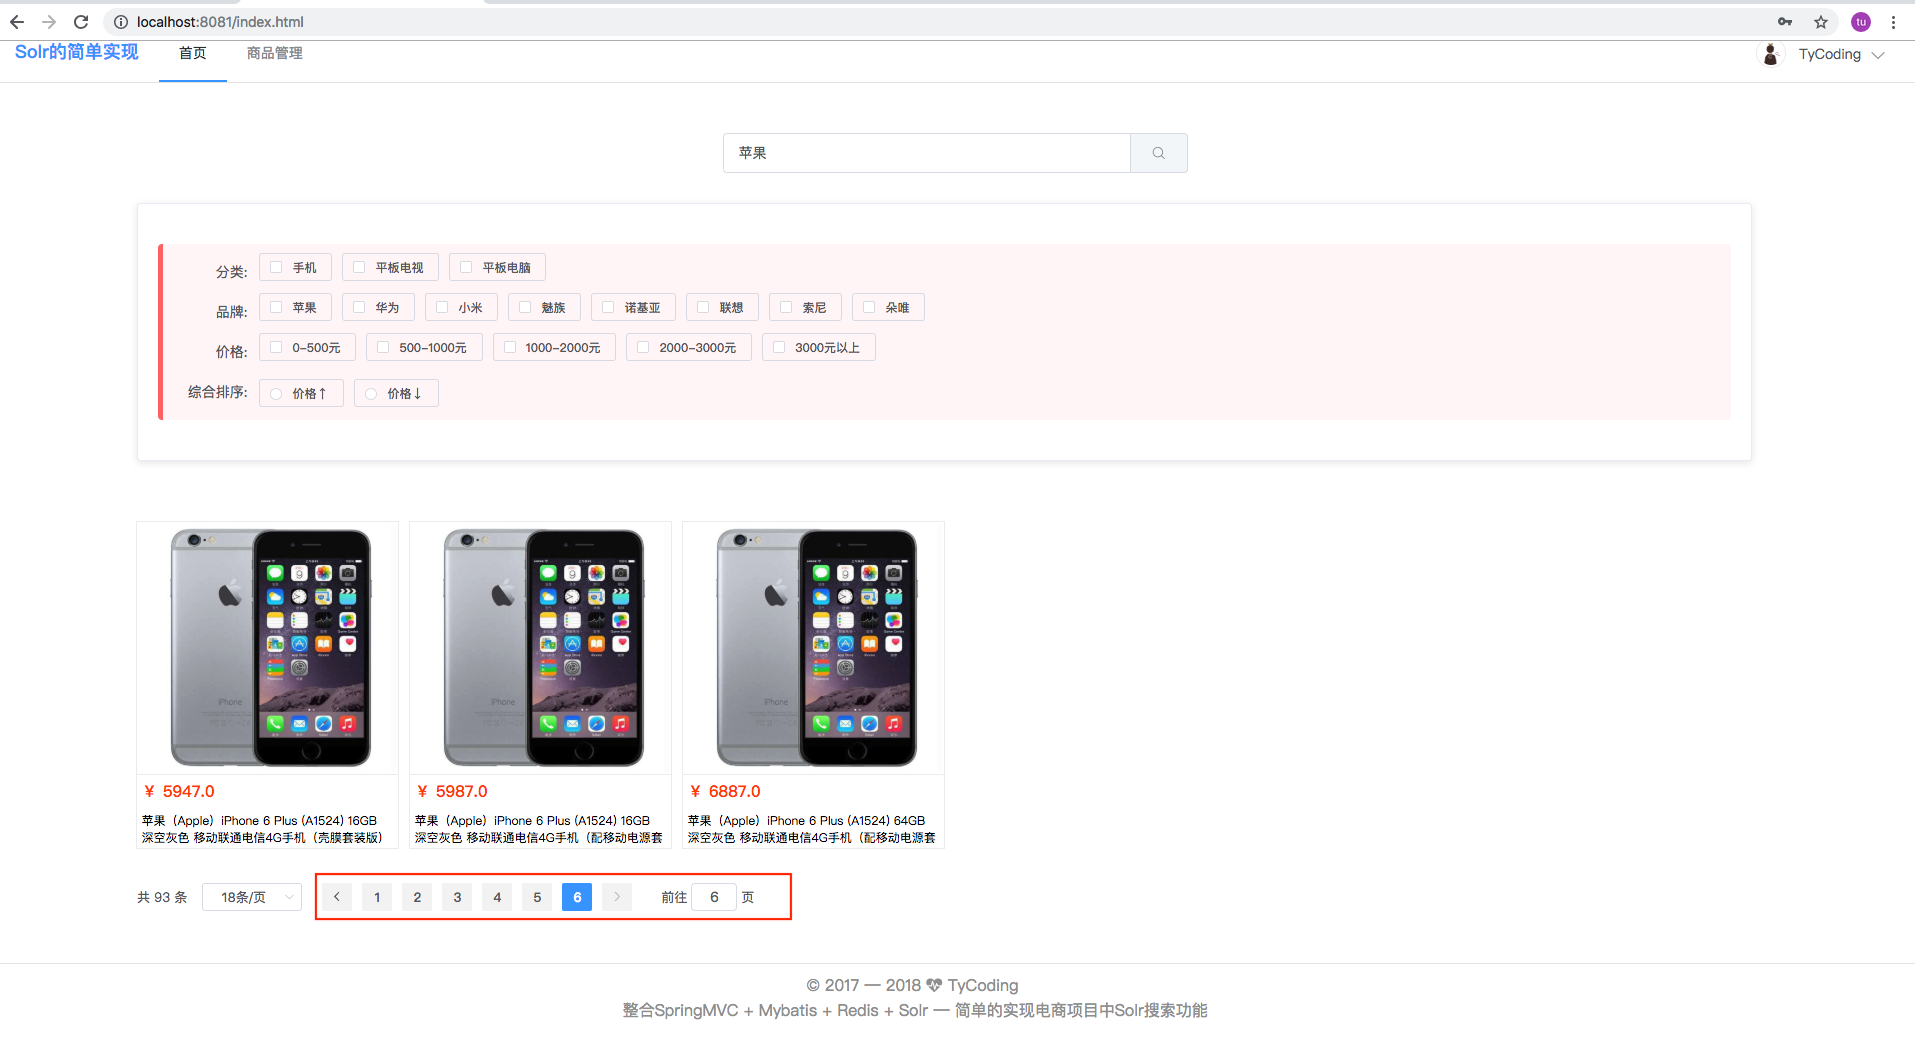 localhost:8081/index.html
tu
Solr的简单实现 首页 商品管理 TyCoding
苹果
分类: 手机 平板电视 平板电脑
品牌: 苹果 华为 小米 魅族 诺基亚 联想 索尼 朵唯
价格: 0-500元 500-1000元 1000-2000元 2000-3000元 3000元以上
综合排序: 价格↑ 价格↓
iPhone
iPhone
iPhone
¥ 5947.0
苹果（Apple）iPhone 6 Plus (A1524) 16GB
深空灰色 移动联通电信4G手机（壳膜套装版）
¥ 5987.0
苹果（Apple）iPhone 6 Plus (A1524) 16GB
深空灰色 移动联通电信4G手机（配移动电源套
¥ 6887.0
苹果（Apple）iPhone 6 Plus (A1524) 64GB
深空灰色 移动联通电信4G手机（配移动电源套
共 93 条 18条/页 1 2 3 4 5 6 前往 6 页
© 2017 — 2018 TyCoding
整合SpringMVC + Mybatis + Redis + Solr — 简单的实现电商项目中Solr搜索功能